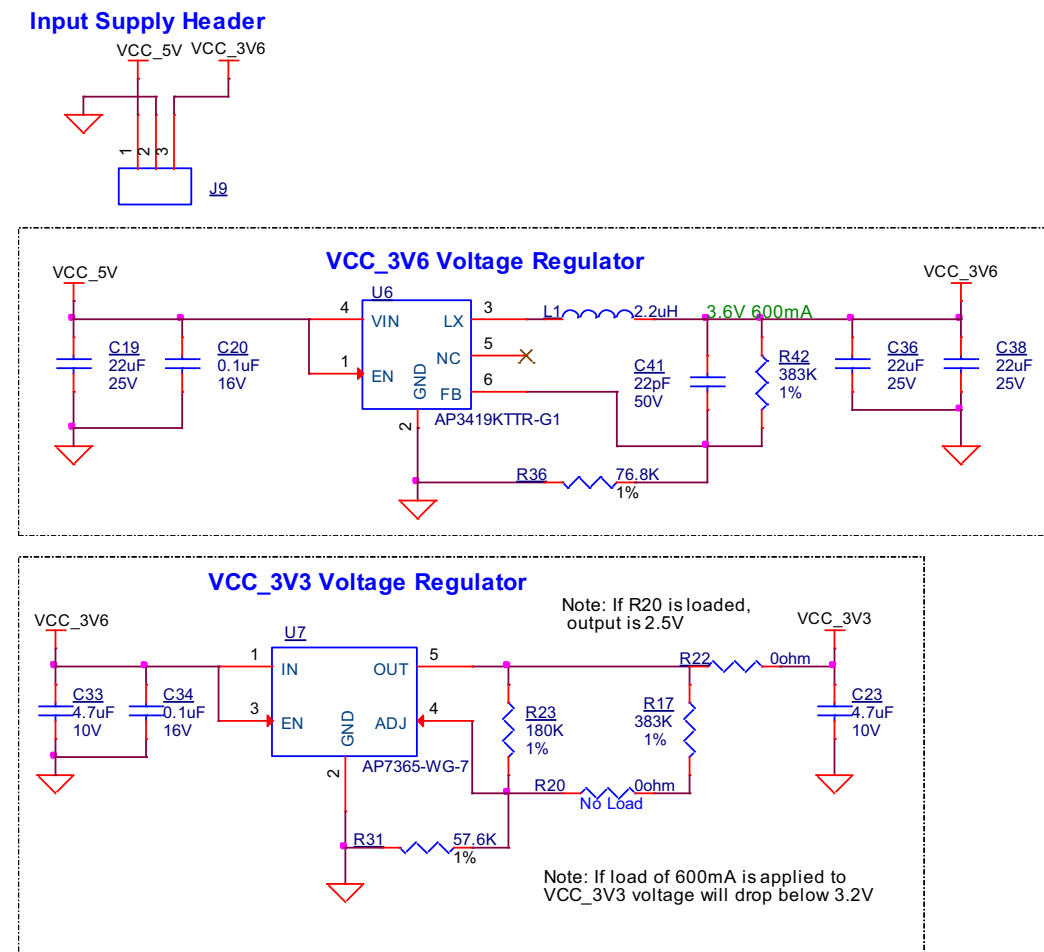 Input Supply Header
VCC_5V VCC_3V6
1
2
3
J9
VCC_3V6 Voltage Regulator
VCC_5V
VCC_3V6
U6
4
VIN
LX
3
L1
2.2uH
3.6V 600mA
C19
22uF
25V
C20
0.1uF
16V
1
EN
NC
5
GND
FB
6
2
AP3419KTTR-G1
C41
22pF
50V
R42
383K
1%
C36
22uF
25V
C38
22uF
25V
R36
76.8K
1%
VCC_3V3 Voltage Regulator
Note: If R20 is loaded,
output is 2.5V
VCC_3V6
VCC_3V3
U7
1
IN
OUT
5
R22
0ohm
C33
4.7uF
10V
C34
0.1uF
16V
3
EN
GND
ADJ
4
2
AP7365-WG-7
R23
180K
1%
R17
383K
1%
C23
4.7uF
10V
R20
0ohm
No Load
R31
57.6K
1%
Note: If load of 600mA is applied to
VCC_3V3 voltage will drop below 3.2V